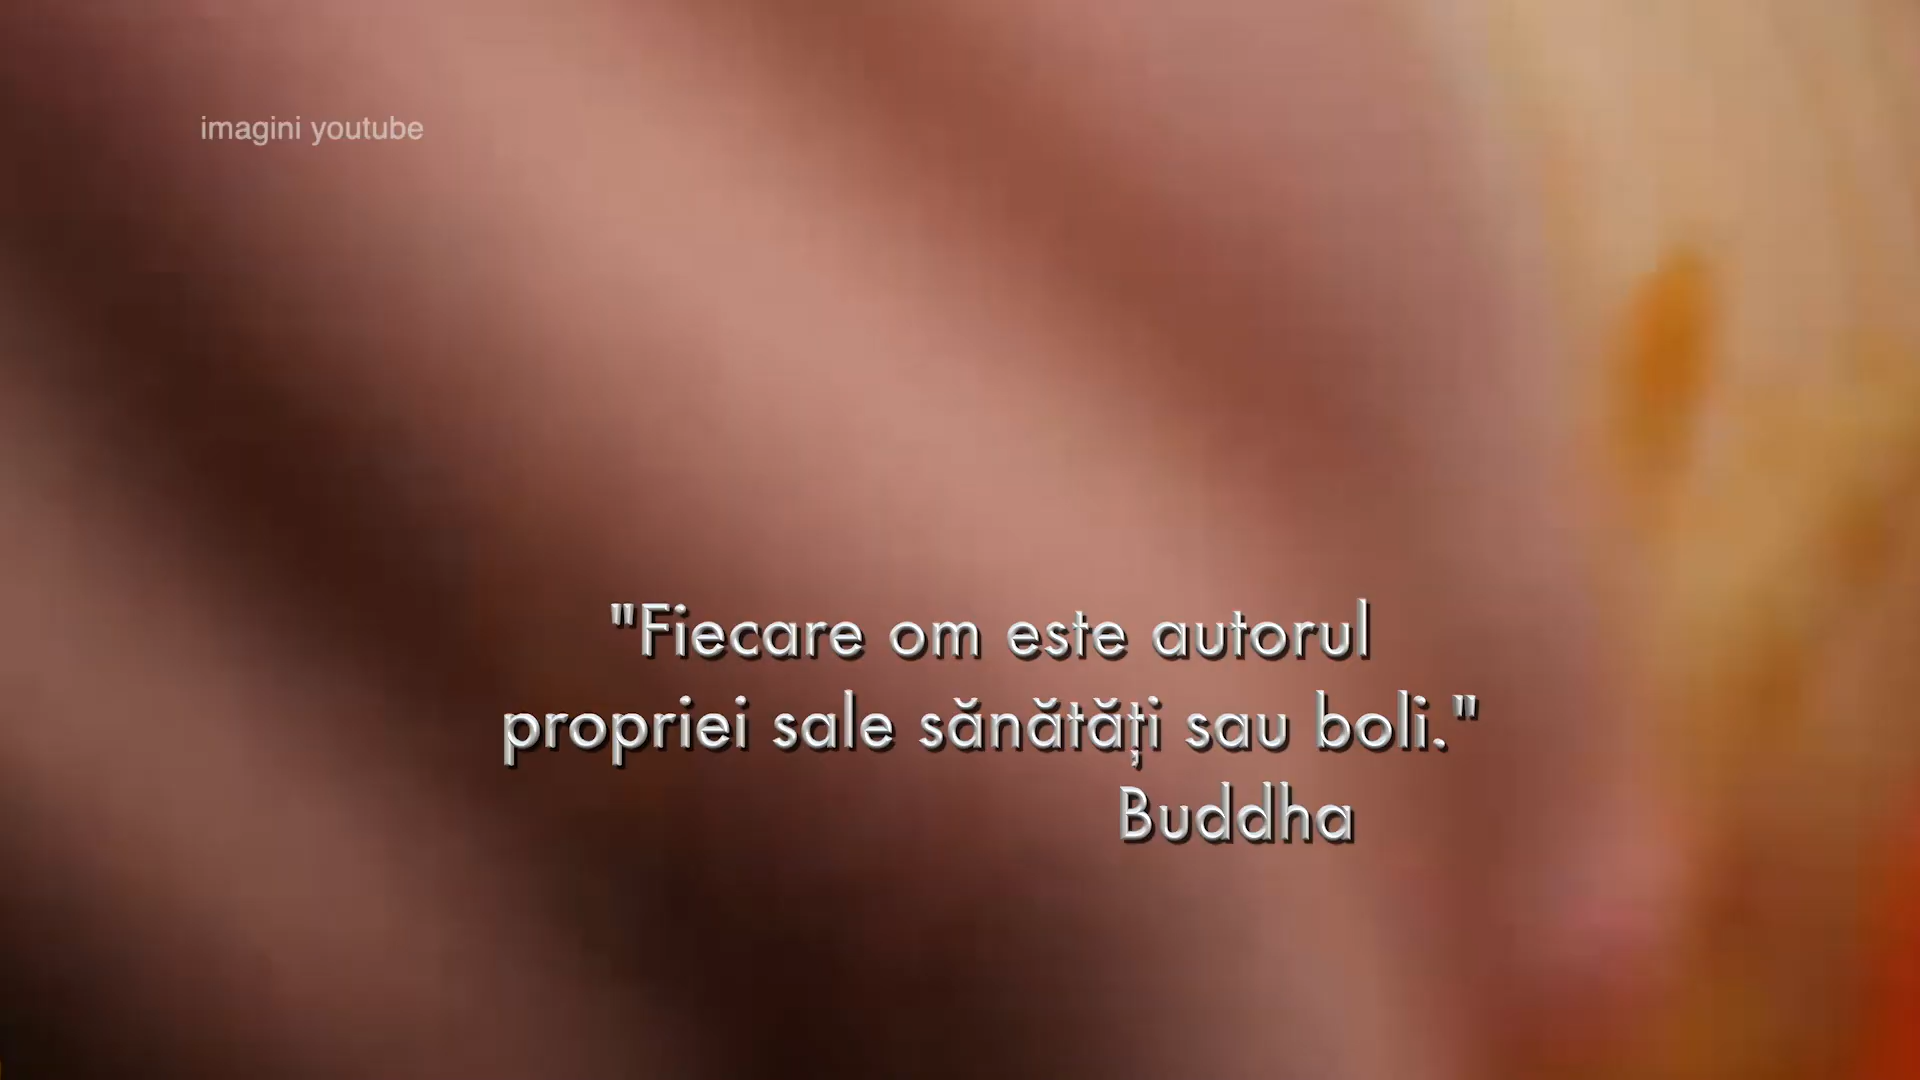 imagini youtube
"Fiecare om este autorul
propriei sale sănătăți sau boli."
Buddha